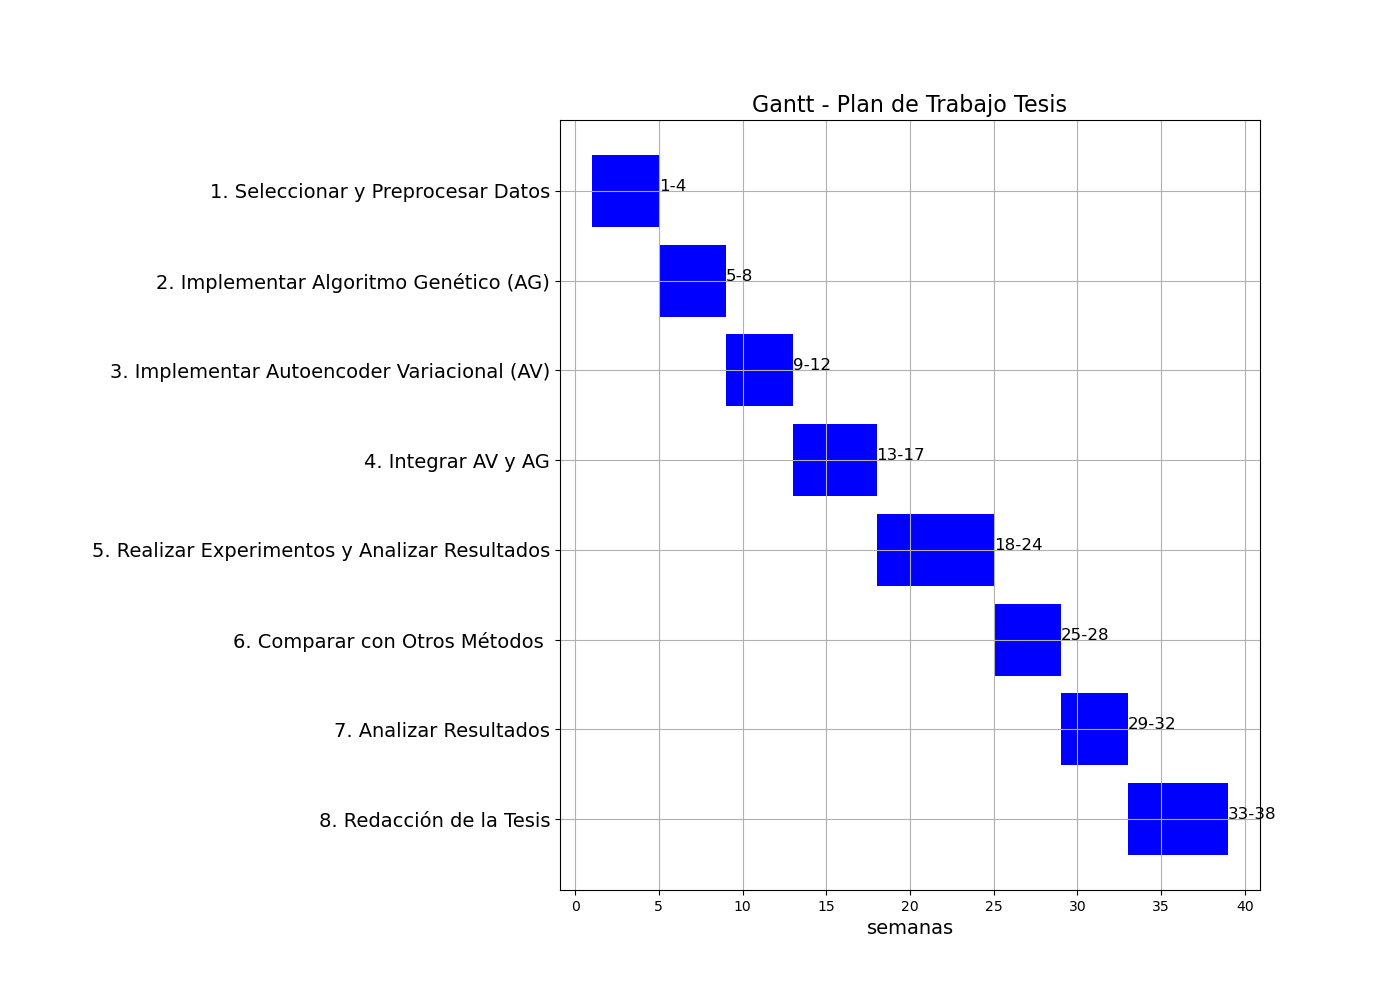 Gantt - Plan de Trabajo Tesis
1. Seleccionar y Preprocesar Datos
1-4
2. Implementar Algoritmo Genético (AG)
5-8
3. Implementar Autoencoder Variacional (AV)
9-12
4. Integrar AV y AG
13-17
5. Realizar Experimentos y Analizar Resultados
18-24
6. Comparar con Otros Métodos
25-28
7. Analizar Resultados
29-32
8. Redacción de la Tesis
33-38
0 5 10 15 20 25 30 35 40
semanas